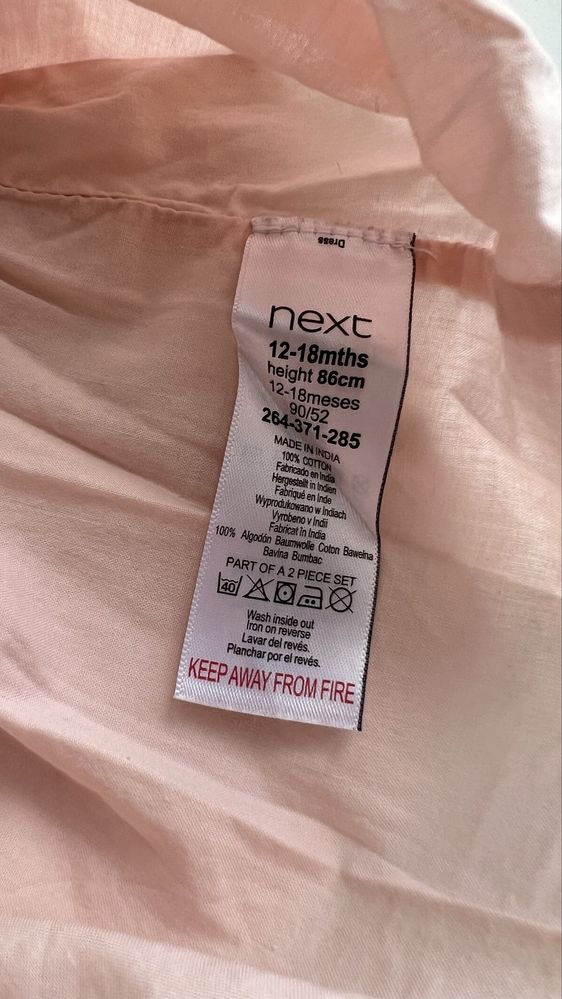 Dress
next
12-18mths
height 86cm
12-18meses
90/52
264-371-285
MADE IN INDIA
100% COTTON
Fabricado en India
Hergestellt in Indien
Fabriqué en Inde
Wyprodukowano w Indiach
Vyrobeno v Indii
Fabricat în India
100% Algodón Baumwolle Coton Bawełna
Bavlna Bumbac
PART OF A 2 PIECE SET
40
Wash inside out
Iron on reverse
Lavar del revés.
Planchar por el revés.
KEEP AWAY FROM FIRE